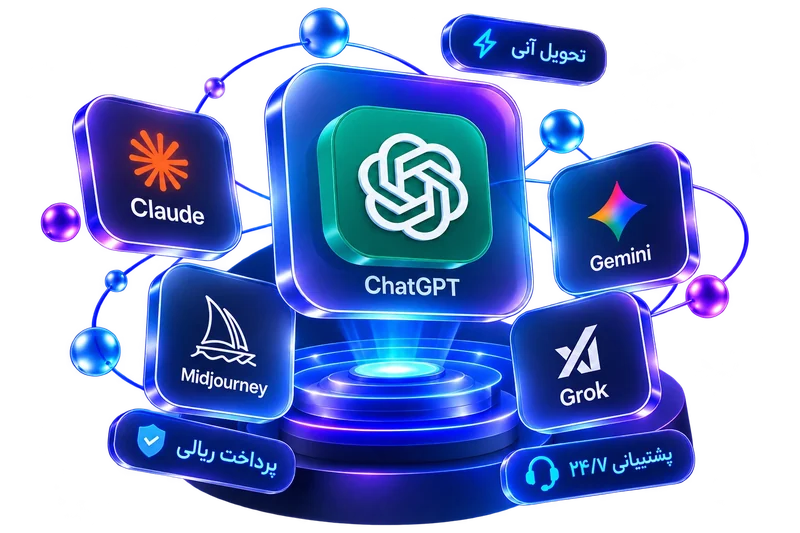 تحویل آنی
Claude
ChatGPT
Gemini
Midjourney
Grok
پرداخت ریالی
پشتیبانی ۲۴/۷